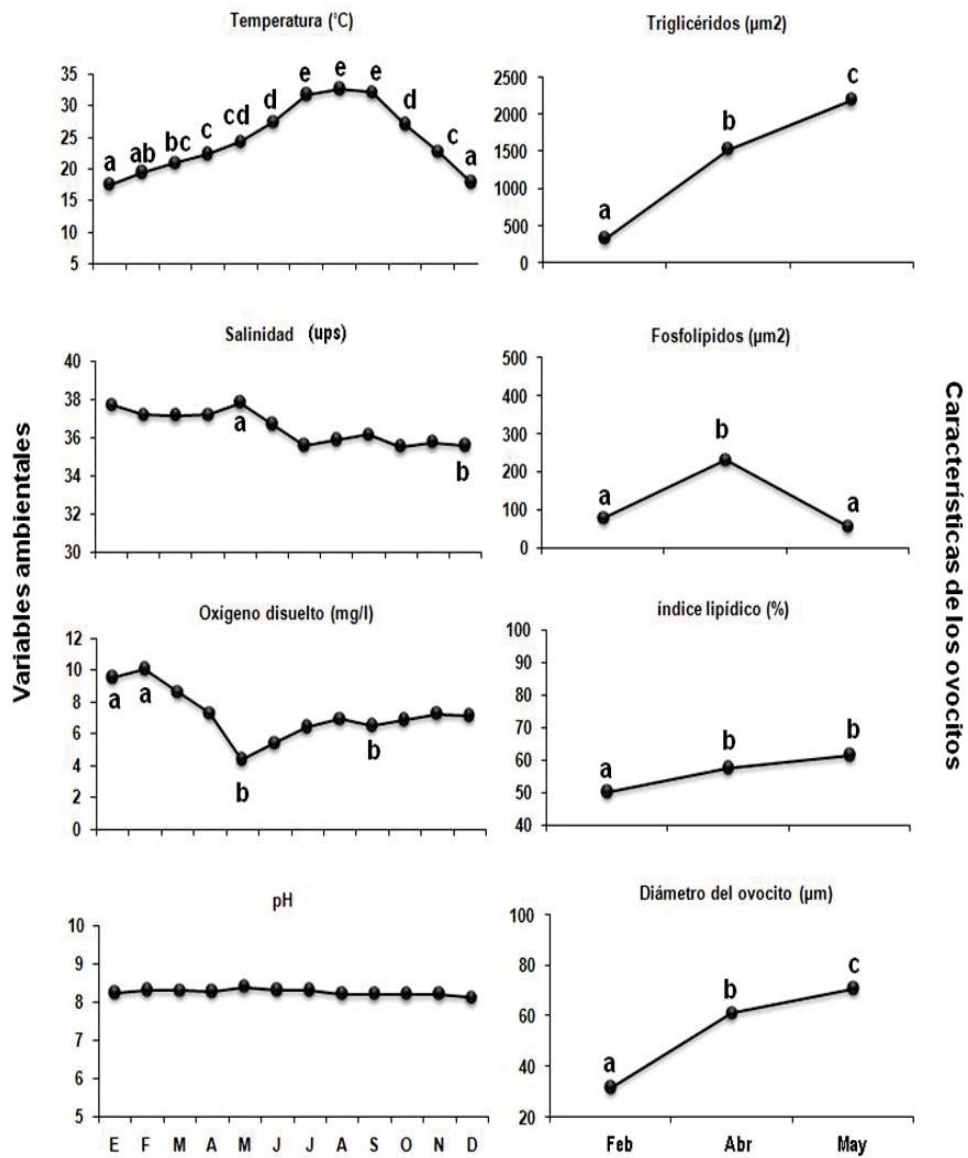 Variables ambientales
Temperatura (°C)
35
30
25
20
15
10
5
a
ab
bc
c
cd
d
e
e
e
d
c
a
Salinidad (ups)
40
38
36
34
32
30
a
b
Oxígeno disuelto (mg/l)
12
10
8
6
4
2
0
a
a
b
b
pH
10
9
8
7
6
5
E F M A M J J A S O N D
Triglicéridos (µm2)
2500
2000
1500
1000
500
0
a
b
c
Fosfolípidos (µm2)
500
400
300
200
100
0
a
b
a
índice lipídico (%)
100
90
80
70
60
50
40
a
b
b
Diámetro del ovocito (µm)
100
80
60
40
20
a
b
c
Feb Abr May
Características de los ovocitos